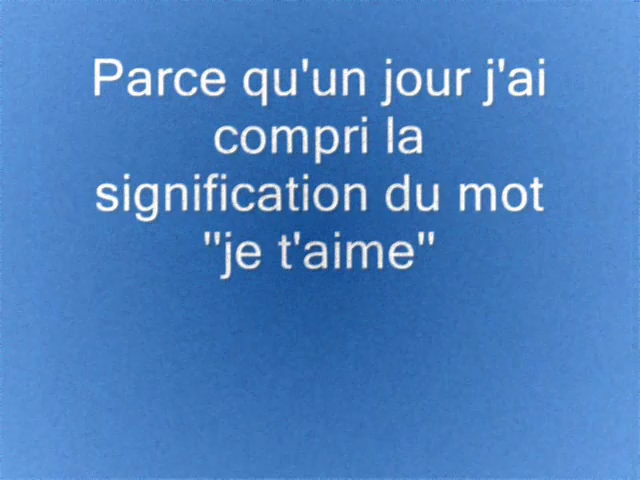 Parce qu'un jour j'ai
compri la
signification du mot
"je t'aime"